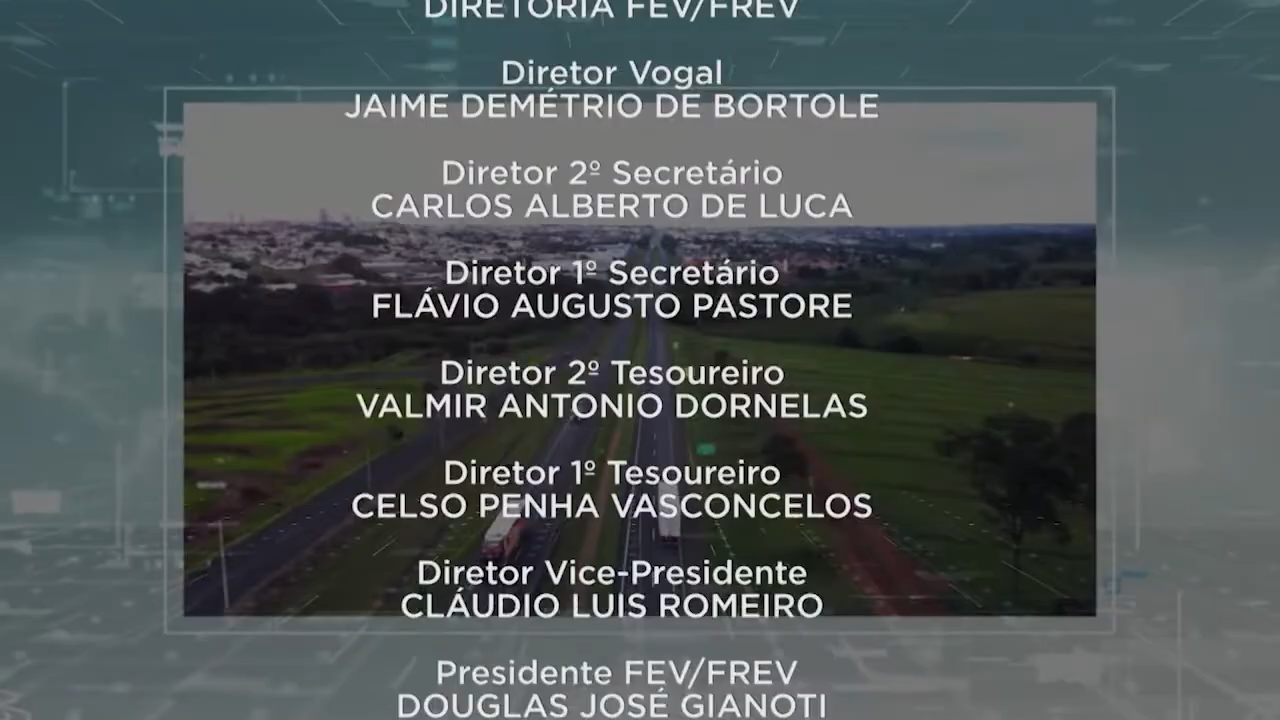 DIRETORIA FEV/FREV
Diretor Vogal
JAIME DEMÉTRIO DE BORTOLE
Diretor 2º Secretário
CARLOS ALBERTO DE LUCA
Diretor 1º Secretário
FLÁVIO AUGUSTO PASTORE
Diretor 2º Tesoureiro
VALMIR ANTONIO DORNELAS
Diretor 1º Tesoureiro
CELSO PENHA VASCONCELOS
Diretor Vice-Presidente
CLÁUDIO LUIS ROMEIRO
Presidente FEV/FREV
DOUGLAS JOSÉ GIANOTI